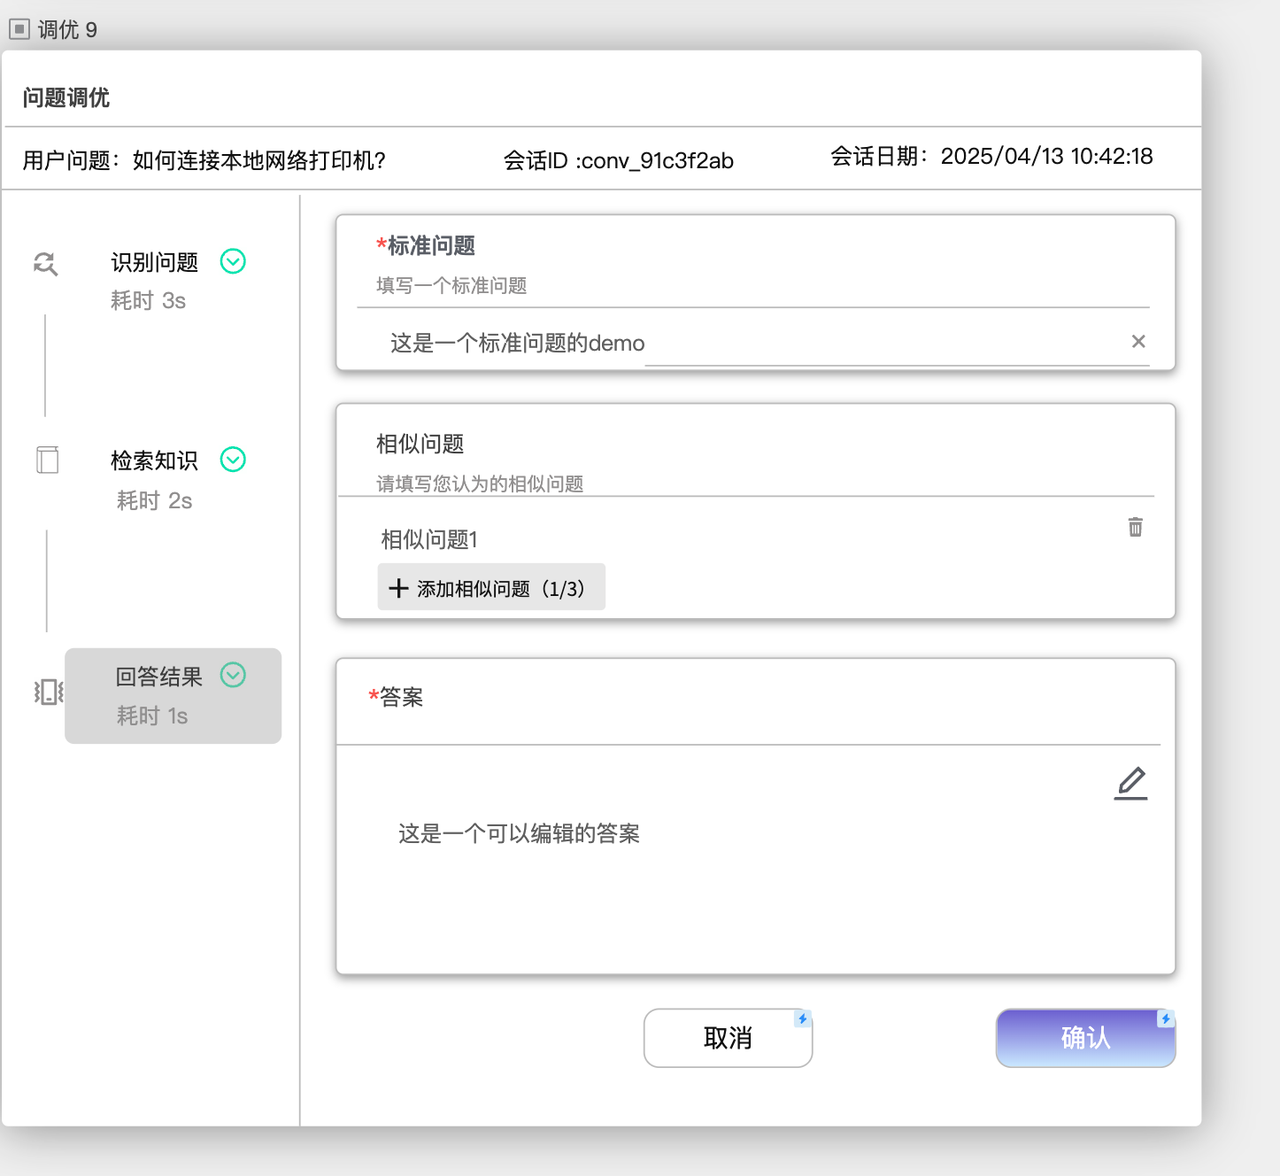 调优 9
问题调优
用户问题：如何连接本地网络打印机?
会话ID :conv_91c3f2ab
会话日期：2025/04/13 10:42:18
识别问题
耗时 3s
检索知识
耗时 2s
回答结果
耗时 1s
*标准问题
填写一个标准问题
这是一个标准问题的demo
相似问题
请填写您认为的相似问题
相似问题1
添加相似问题（1/3）
*答案
这是一个可以编辑的答案
取消
确认